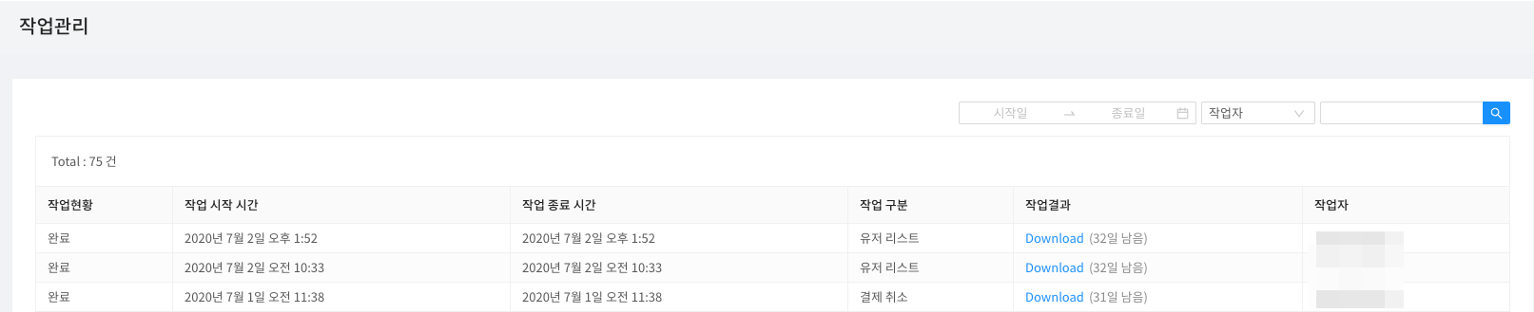 작업관리
시작일 → 종료일 작업자
Total : 75 건
작업현황 작업 시작 시간 작업 종료 시간 작업 구분 작업결과 작업자
완료 2020년 7월 2일 오후 1:52 2020년 7월 2일 오후 1:52 유저 리스트 Download (32일 남음)
완료 2020년 7월 2일 오전 10:33 2020년 7월 2일 오전 10:33 유저 리스트 Download (32일 남음)
완료 2020년 7월 1일 오전 11:38 2020년 7월 1일 오전 11:38 결제 취소 Download (31일 남음)